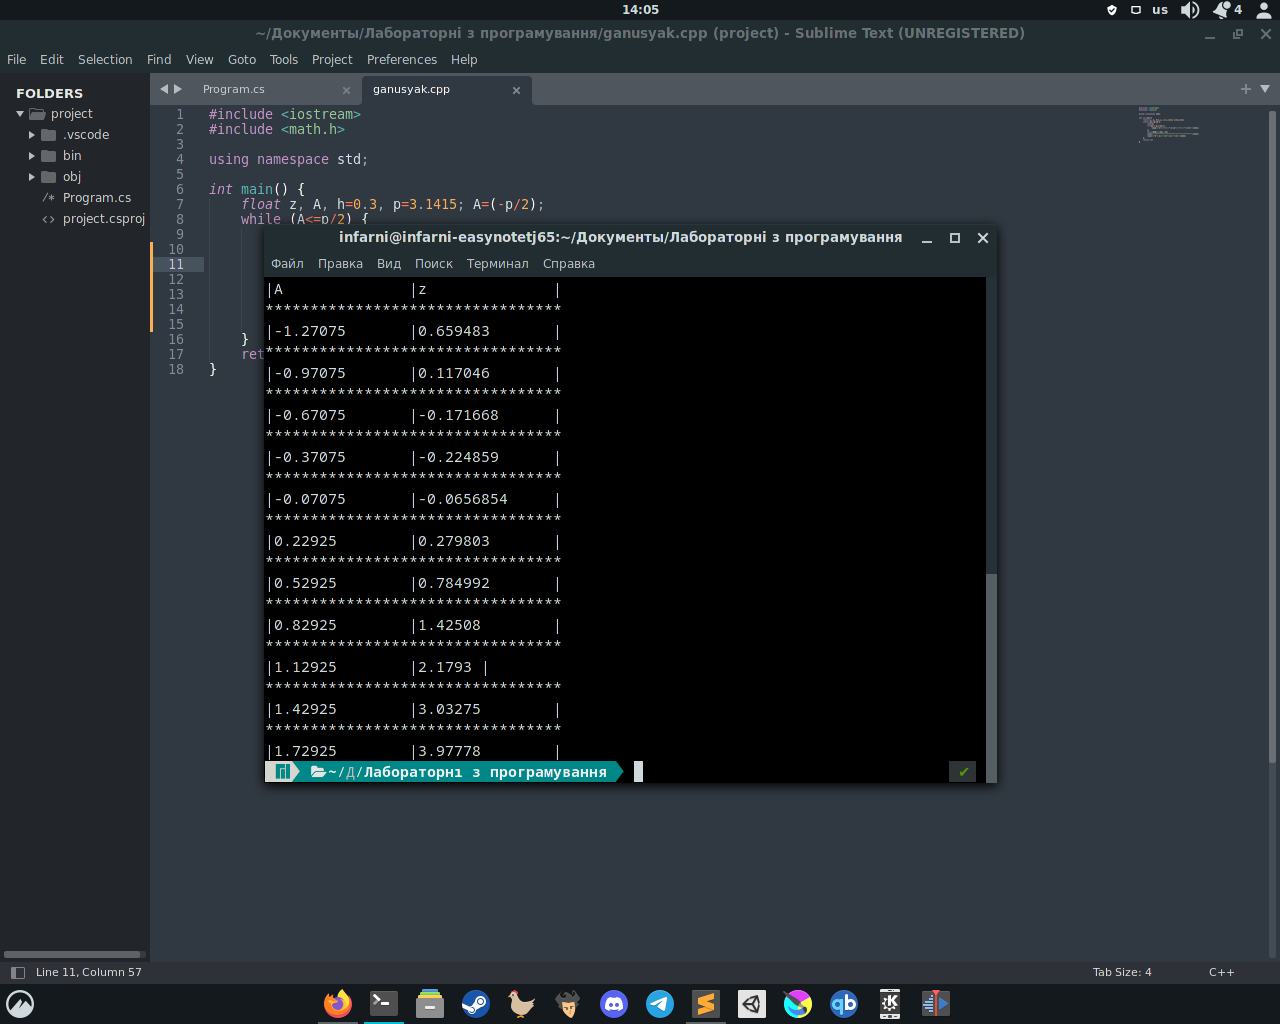 14:05
us
4
~/Документы/Лабораторні з програмування/ganusyak.cpp (project) - Sublime Text (UNREGISTERED)
File Edit Selection Find View Goto Tools Project Preferences Help
FOLDERS
project
.vscode
bin
obj
/* Program.cs
<> project.csproj
Program.cs ×
ganusyak.cpp ×
1 #include <iostream>
2 #include <math.h>
3
4 using namespace std;
5
6 int main() {
7 float z, A, h=0.3, p=3.1415; A=(-p/2);
8 while (A<=p/2) {
9
10
11
12
13
14
15
16 }
17 ret
18 }
infarni@infarni-easynotetj65:~/Документы/Лабораторні з програмування
Файл Правка Вид Поиск Терминал Справка
|A |z |
*********************************
|-1.27075 |0.659483 |
*********************************
|-0.97075 |0.117046 |
*********************************
|-0.67075 |-0.171668 |
*********************************
|-0.37075 |-0.224859 |
*********************************
|-0.07075 |-0.0656854 |
*********************************
|0.22925 |0.279803 |
*********************************
|0.52925 |0.784992 |
*********************************
|0.82925 |1.42508 |
*********************************
|1.12925 |2.1793 |
*********************************
|1.42925 |3.03275 |
*********************************
|1.72925 |3.97778 |
~/Д/Лабораторні з програмування ✔
Line 11, Column 57
Tab Size: 4
C++